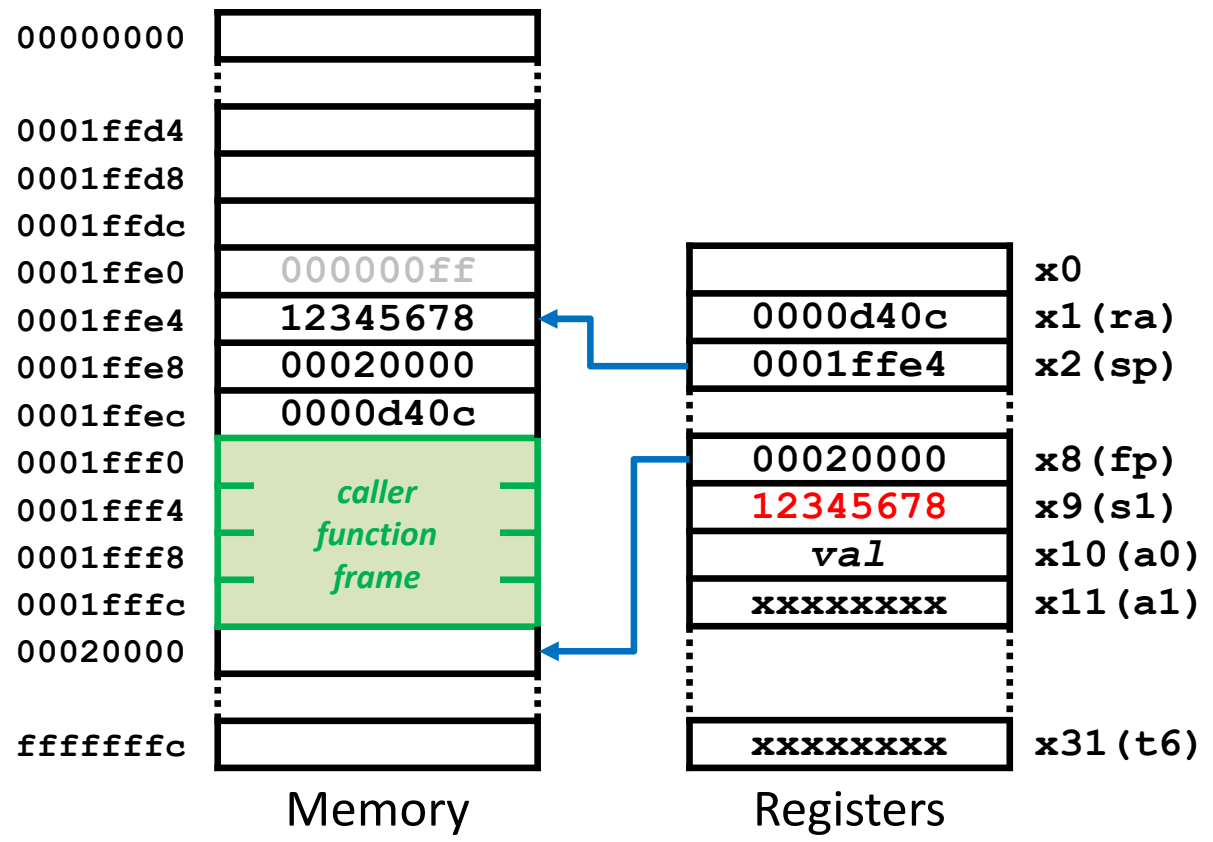 00000000
0001ffd4
0001ffd8
0001ffdc
0001ffe0 000000ff x0
0001ffe4 12345678 0000d40c x1(ra)
0001ffe8 00020000 0001ffe4 x2(sp)
0001ffec 0000d40c
0001fff0 00020000 x8(fp)
caller
0001fff4 12345678 x9(s1)
function
0001fff8 val x10(a0)
frame
0001fffc xxxxxxxx x11(a1)
00020000
fffffffc xxxxxxxx x31(t6)
Memory Registers